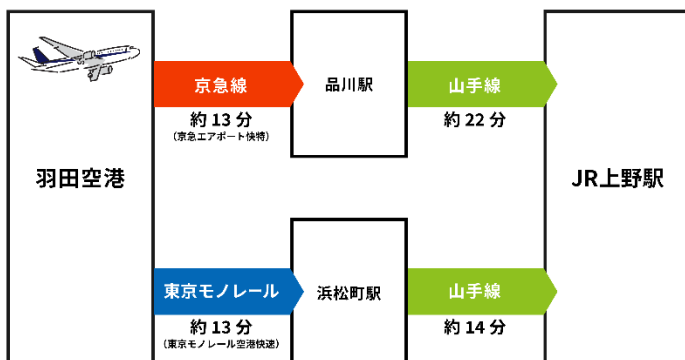 羽田空港
京急線
約 13 分
(京急エアポート快特)
品川駅
山手線
約 22 分
東京モノレール
約 13 分
(東京モノレール空港快速)
浜松町駅
山手線
約 14 分
JR上野駅